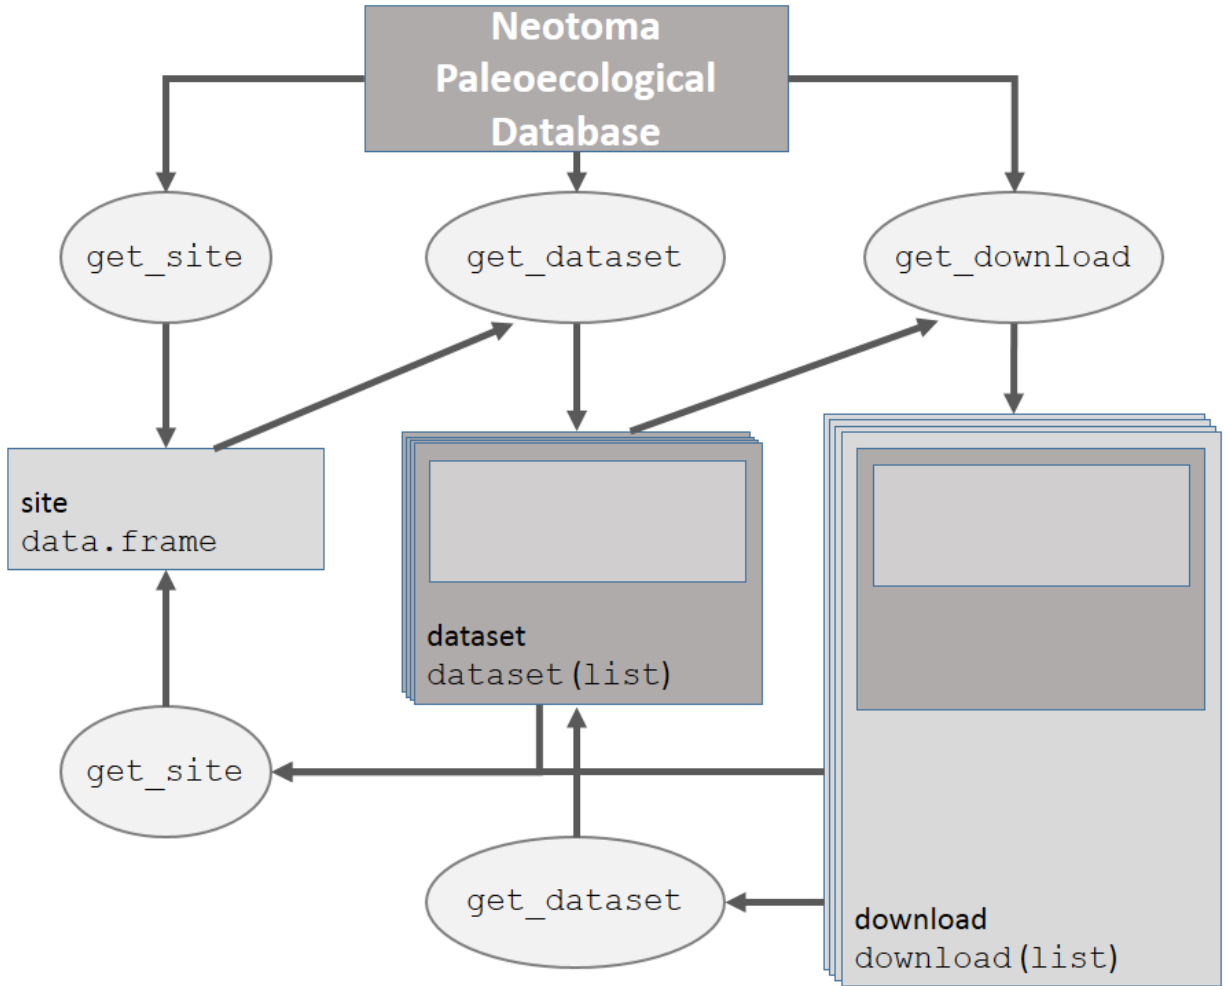 Neotoma
Paleoecological
Database
get_site
get_dataset
get_download
site
data.frame
dataset
dataset(list)
get_site
get_dataset
download
download(list)